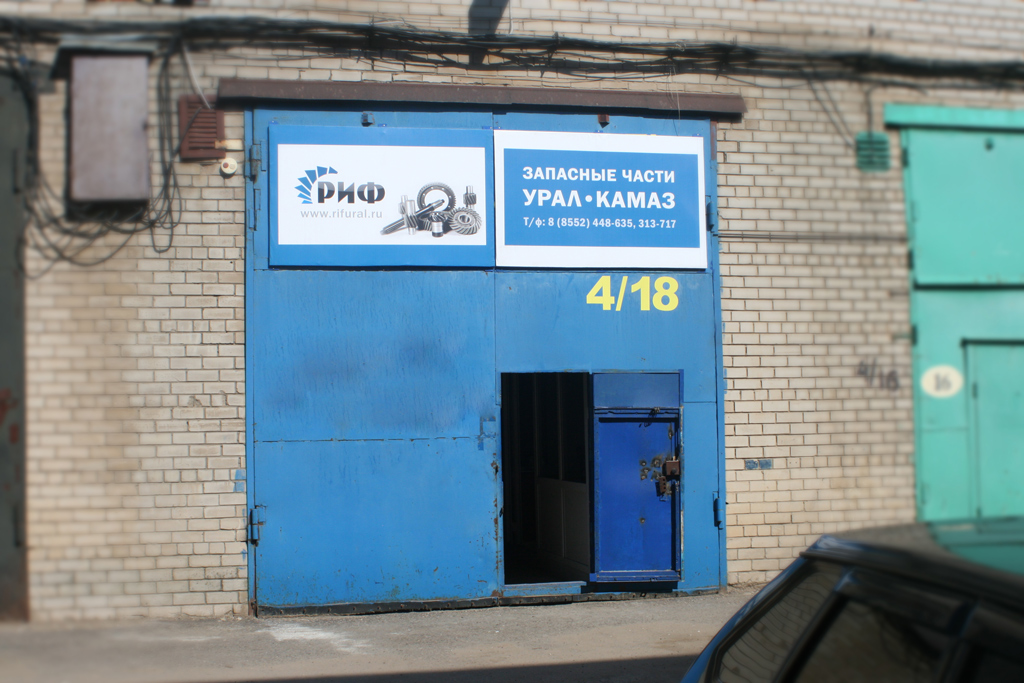 РИФ
www.rifural.ru
ЗАПАСНЫЕ ЧАСТИ
УРАЛ • КАМАЗ
Т/ф: 8 (8552) 448-635, 313-717
4/18
4/18
16